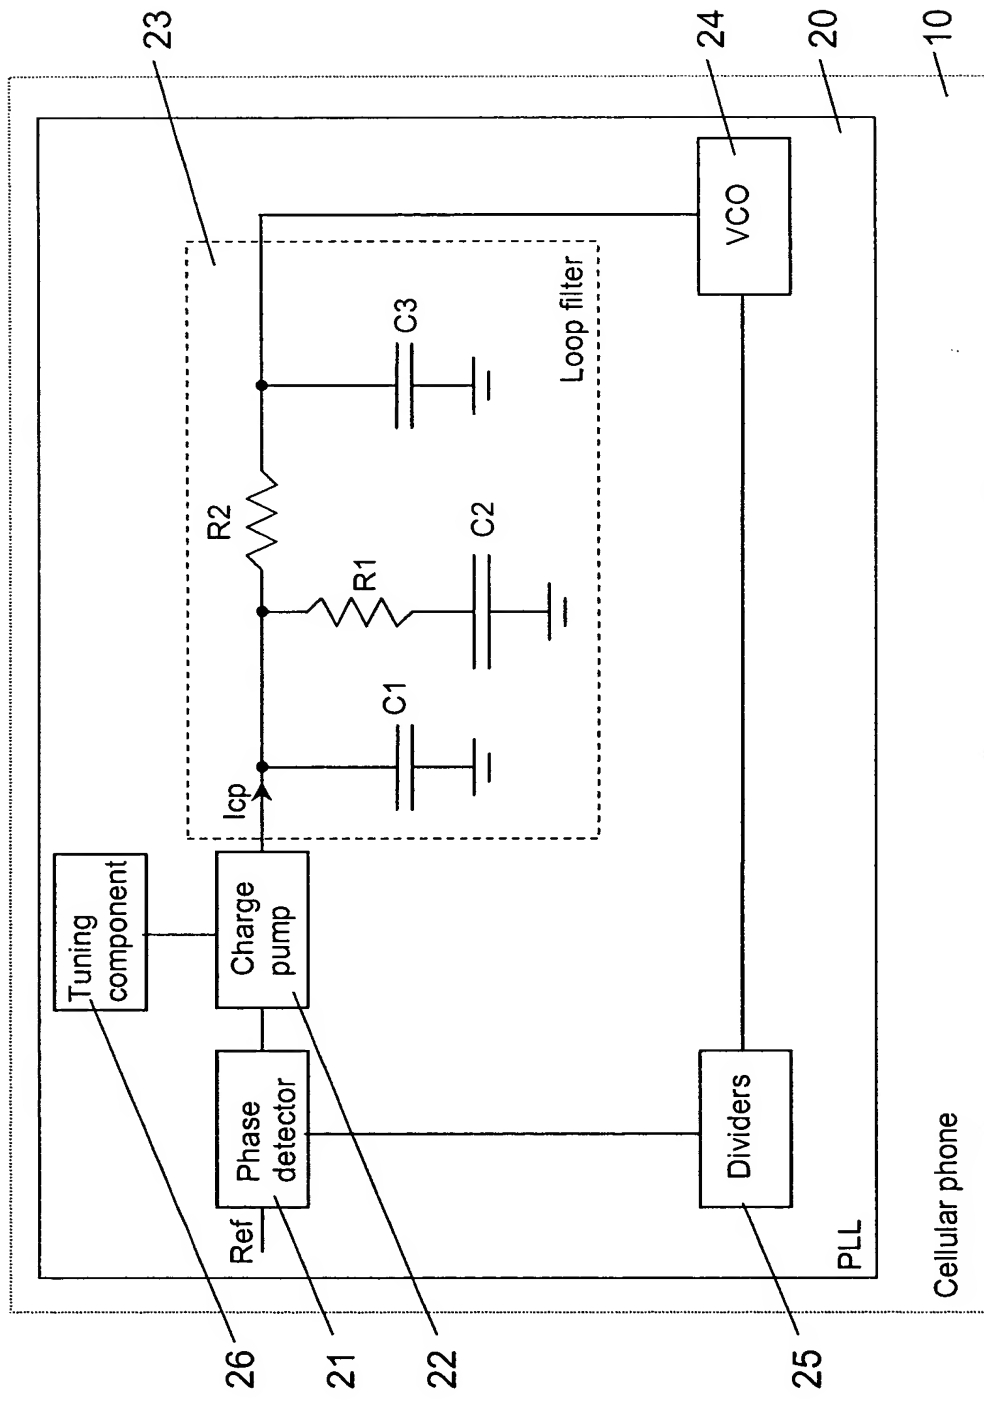 26
21
22
25
Tuning
component
Ref
Phase
detector
Charge
pump
Icp
C1
R1
C2
R2
C3
Loop filter
23
VCO
24
Dividers
PLL
20
Cellular phone
10